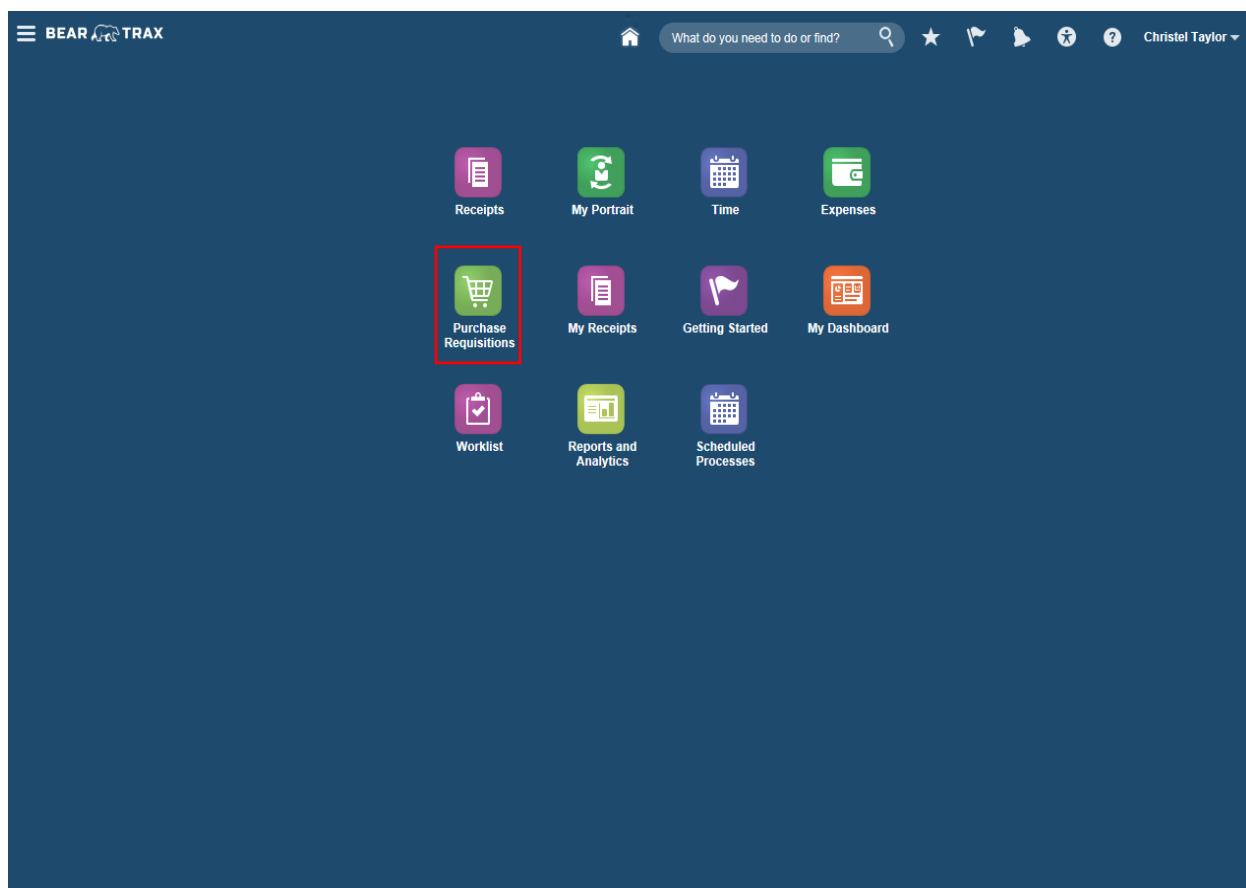 BEAR TRAX
What do you need to do or find?
Christel Taylor
Receipts
My Portrait
Time
Expenses
Purchase
Requisitions
My Receipts
Getting Started
My Dashboard
Worklist
Reports and
Analytics
Scheduled
Processes